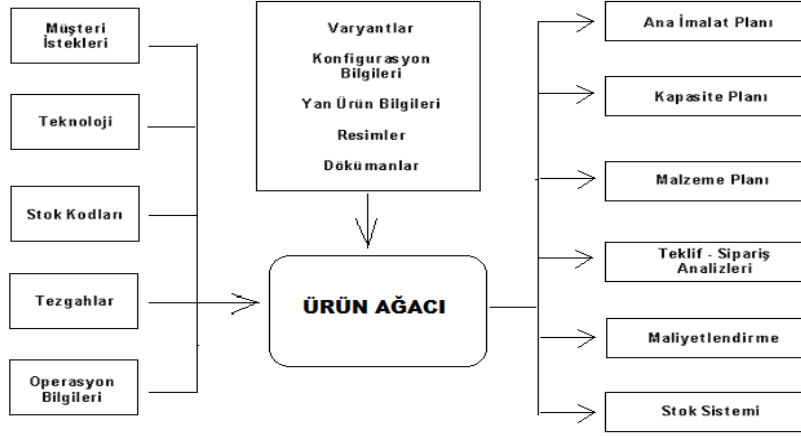 Müşteri
İstekleri
Teknoloji
Stok Kodları
Tezgahlar
Operasyon
Bilgileri
Varyantlar
Konfigurasyon
Bilgileri
Yan Ürün Bilgileri
Resimler
Dökümanlar
ÜRÜN AĞACI
Ana İmalat Planı
Kapasite Planı
Malzeme Planı
Teklif - Sipariş
Analizleri
Maliyetlendirme
Stok Sistemi